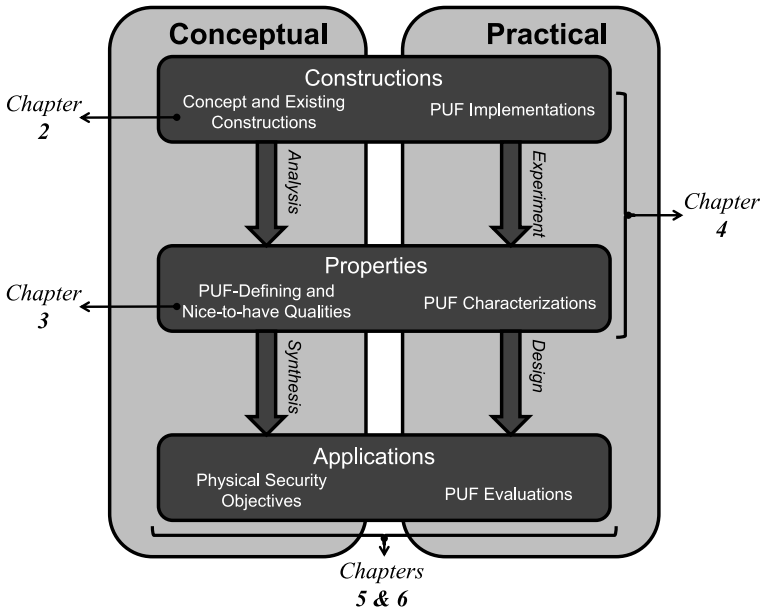 Conceptual
Practical
Constructions
Concept and Existing
Constructions
PUF Implementations
Chapter
2
Analysis
Experiment
Chapter
4
Properties
PUF-Defining and
Nice-to-have Qualities
PUF Characterizations
Chapter
3
Synthesis
Design
Applications
Physical Security
Objectives
PUF Evaluations
Chapters
5 & 6